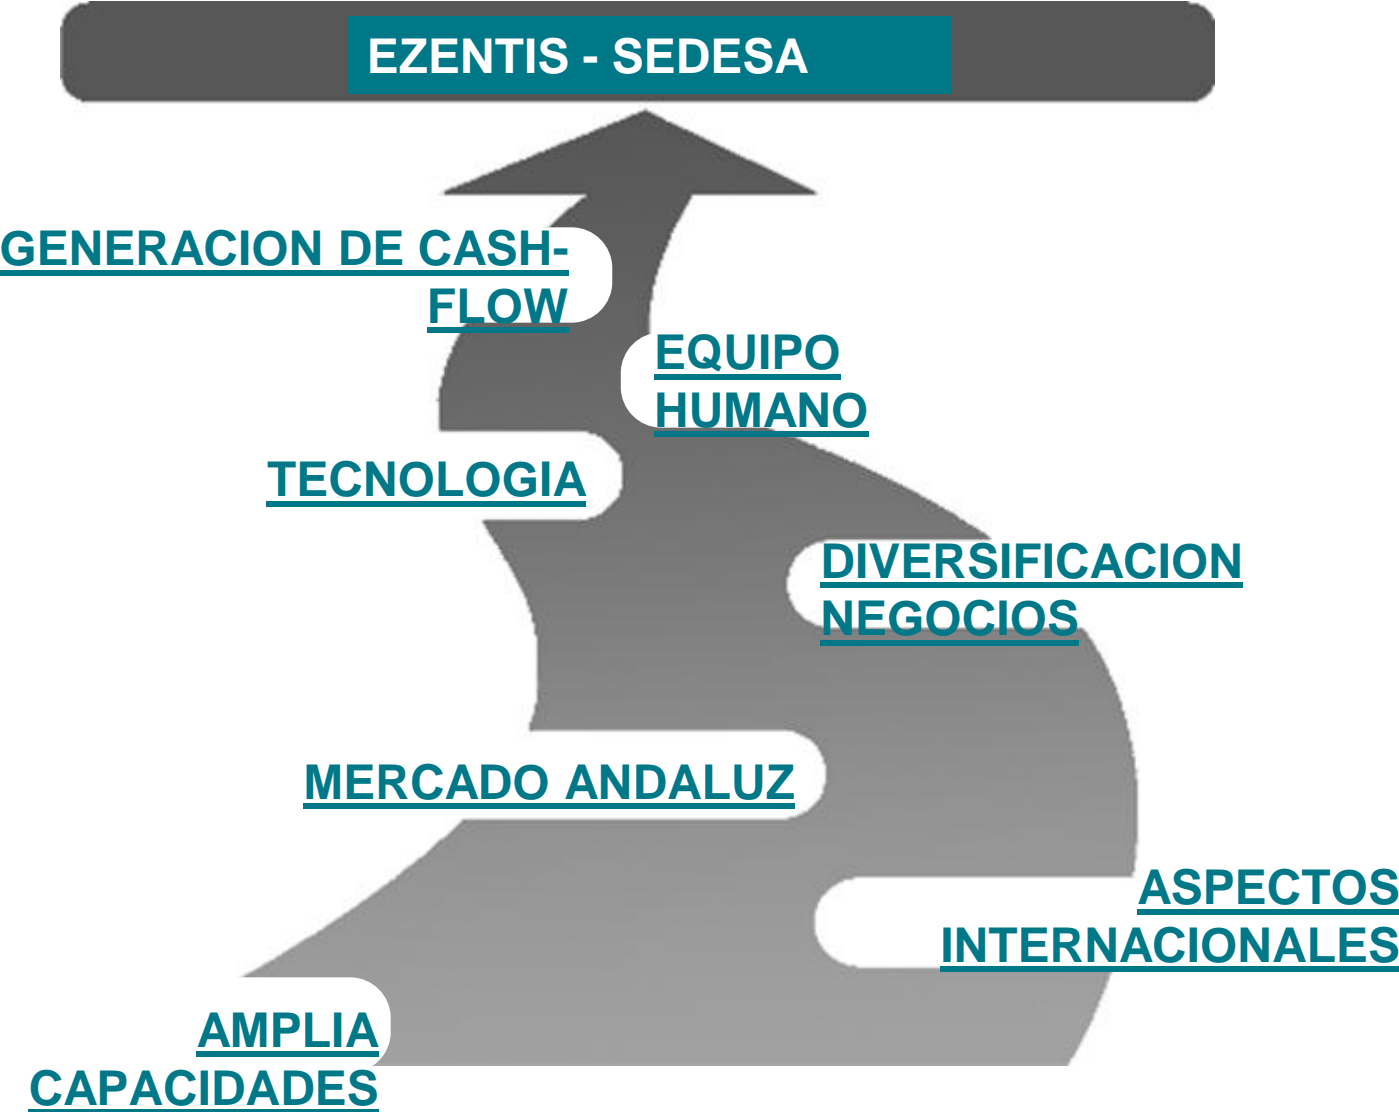 EZENTIS - SEDESA
GENERACION DE CASH-
FLOW
EQUIPO
HUMANO
TECNOLOGIA
DIVERSIFICACION
NEGOCIOS
MERCADO ANDALUZ
ASPECTOS
INTERNACIONALES
AMPLIA
CAPACIDADES